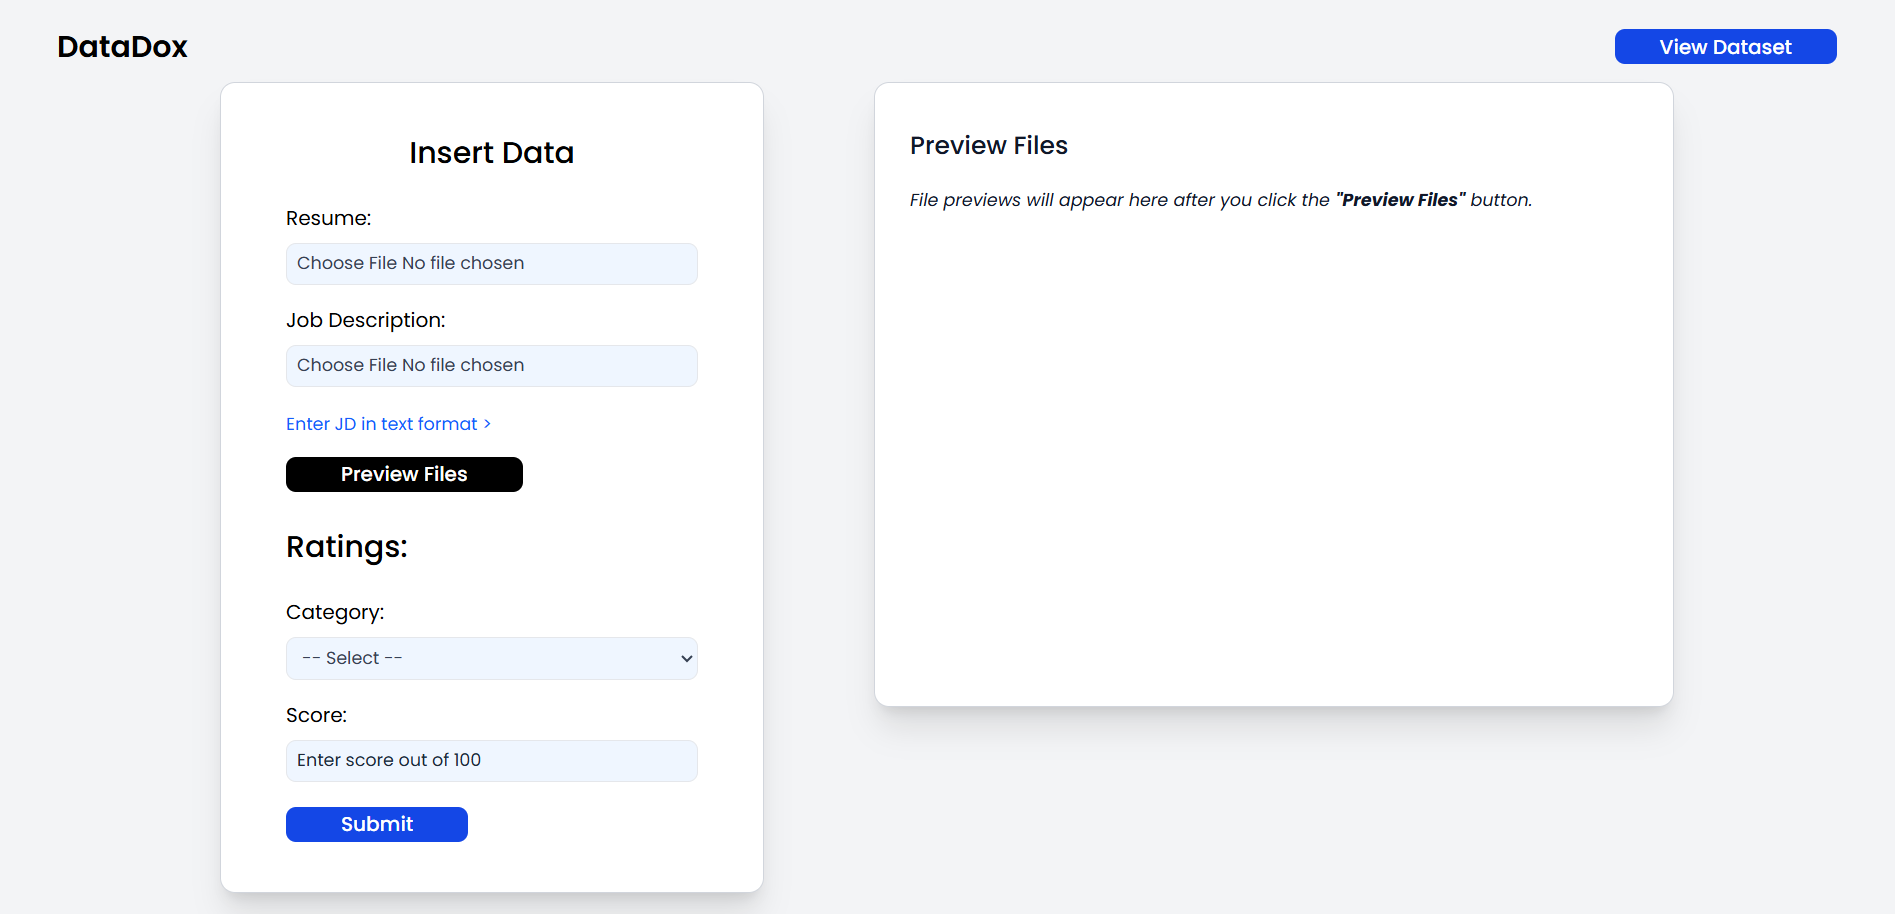 DataDox
View Dataset
Insert Data
Resume:
Choose File No file chosen
Job Description:
Choose File No file chosen
Enter JD in text format >
Preview Files
Ratings:
Category:
-- Select --
Score:
Enter score out of 100
Submit
Preview Files
File previews will appear here after you click the "Preview Files" button.